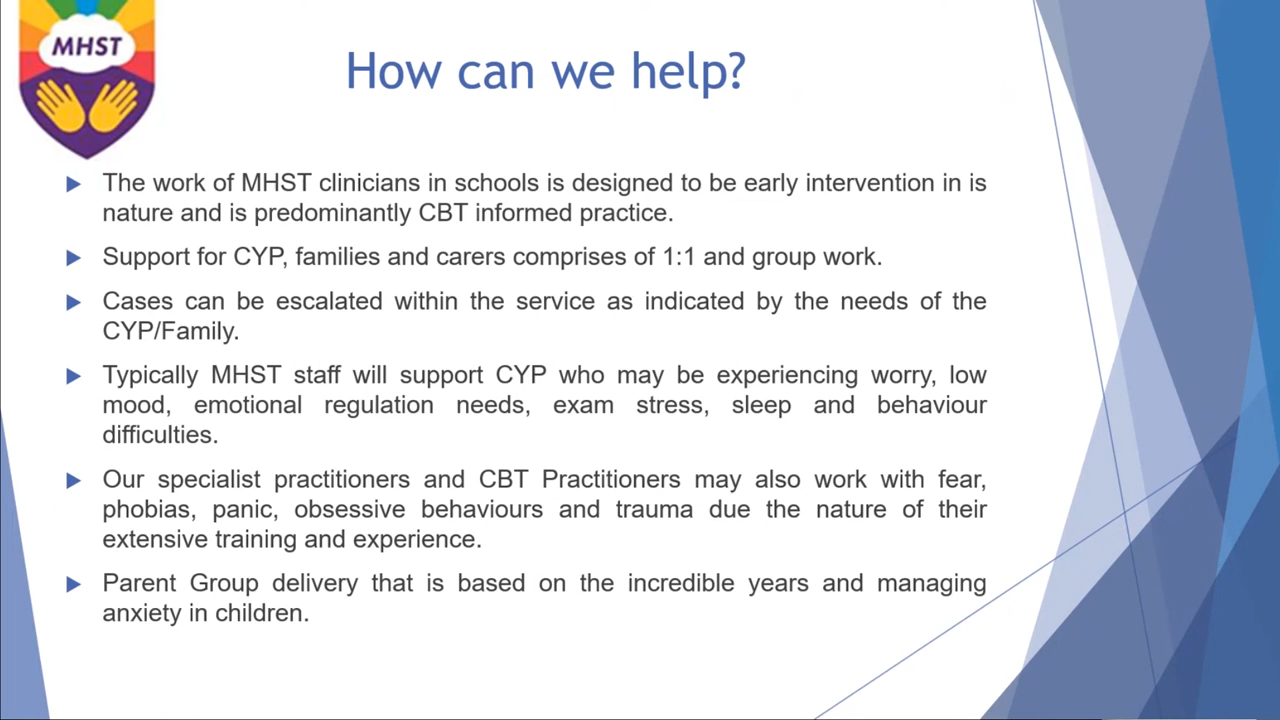 MHST
How can we help?
The work of MHST clinicians in schools is designed to be early intervention in is
nature and is predominantly CBT informed practice.
Support for CYP, families and carers comprises of 1:1 and group work.
Cases can be escalated within the service as indicated by the needs of the
CYP/Family.
Typically MHST staff will support CYP who may be experiencing worry, low
mood, emotional regulation needs, exam stress, sleep and behaviour
difficulties.
Our specialist practitioners and CBT Practitioners may also work with fear,
phobias, panic, obsessive behaviours and trauma due the nature of their
extensive training and experience.
Parent Group delivery that is based on the incredible years and managing
anxiety in children.